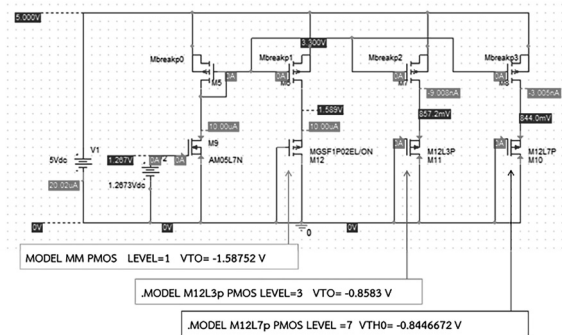 5.000V
3.300V
Mbreakp0
Mbreakp1
Mbreakp2
Mbreakp3
0A
M5
0A
M6
0A
M7
0A
M8
-9.008nA
-3.005nA
1.589V
857.2mV
844.0mV
10.00uA
10.00uA
V1
M9
MGSF1P02EL/ON
M12L3P
M12L7P
1.267V
0A
0A
AM05L7N
M12
0A
M11
0A
M10
5Vdc
1.2673Vdc
20.02uA
0V
0V
0
0V
MODEL MM PMOS LEVEL=1 VTO= -1.58752 V
.MODEL M12L3p PMOS LEVEL=3 VTO= -0.8583 V
.MODEL M12L7p PMOS LEVEL =7 VTH0= -0.8446672 V